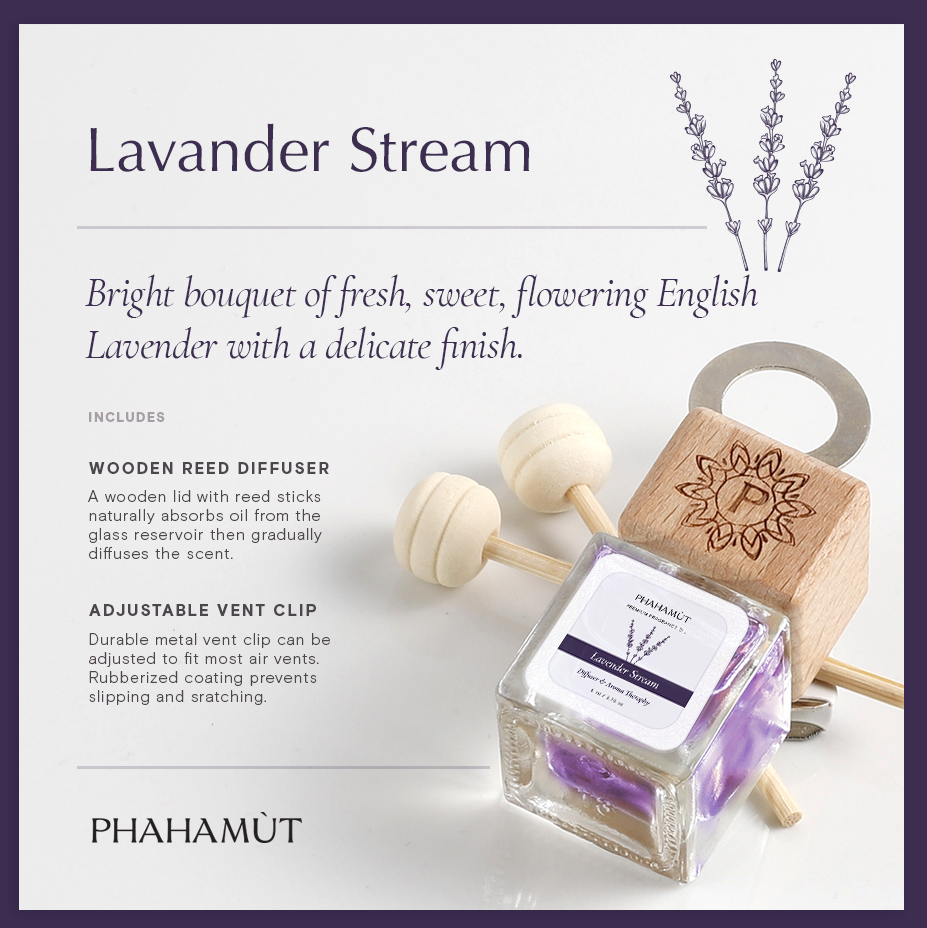 Lavander Stream
Bright bouquet of fresh, sweet, flowering English
Lavender with a delicate finish.
INCLUDES
WOODEN REED DIFFUSER
A wooden lid with reed sticks
naturally absorbs oil from the
glass reservoir then gradually
diffuses the scent.
ADJUSTABLE VENT CLIP
Durable metal vent clip can be
adjusted to fit most air vents.
Rubberized coating prevents
slipping and sratching.
PHAHAMÙT
P
PHAHAMÙT
PREMIUM FRAGRANCE
Lavender Stream
Diffuser & Aroma Theraphy